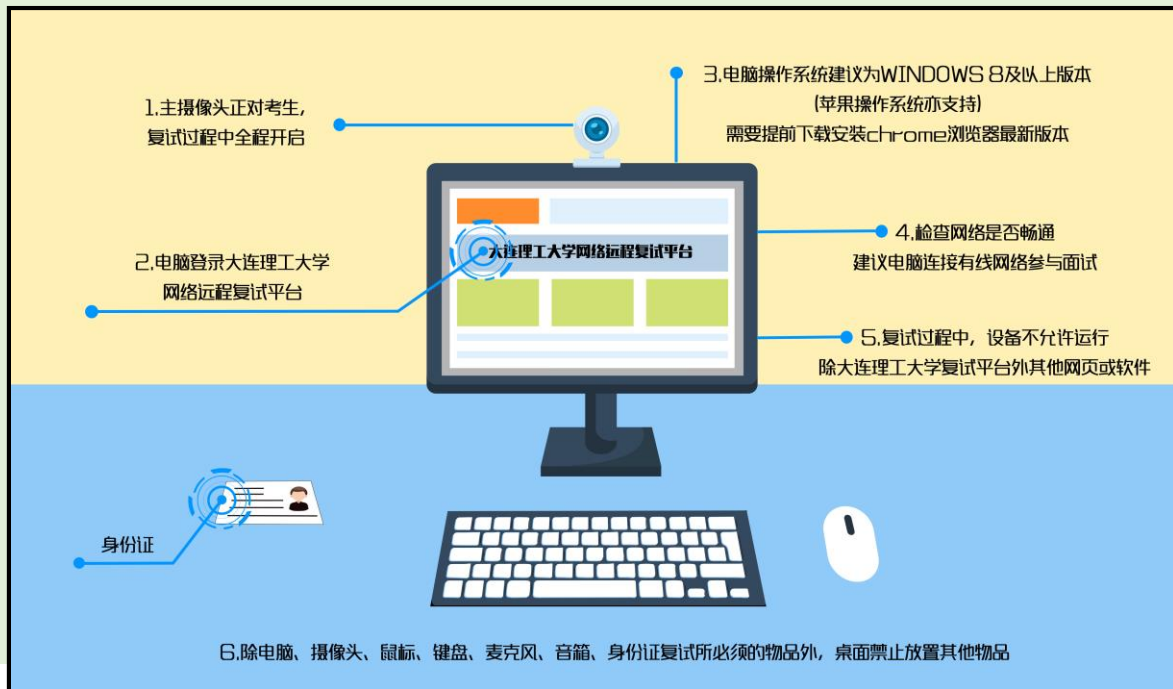 1.主摄像头正对考生，
复试过程中全程开启
2.电脑登录大连理工大学
网络远程复试平台
大连理工大学网络远程复试平台
3.电脑操作系统建议为WINDOWS 8及以上版本
(苹果操作系统亦支持)
需要提前下载安装chrome浏览器最新版本
4.检查网络是否畅通
建议电脑连接有线网络参与面试
5.复试过程中，设备不允许运行
除大连理工大学复试平台外其他网页或软件
身份证
6.除电脑、摄像头、鼠标、键盘、麦克风、音箱、身份证复试所必须的物品外，桌面禁止放置其他物品